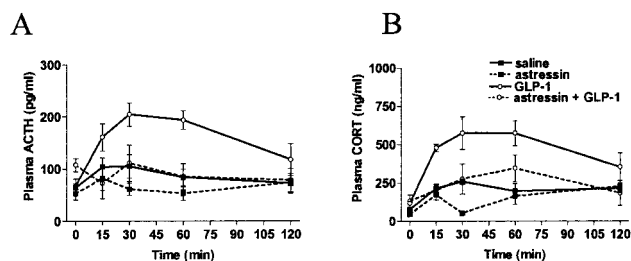 A
B
Plasma ACTH (pg/ml)
300
200
100
0
0 15 30 45 60 75 90 105 120
Time (min)
Plasma CORT (ng/ml)
1000
750
500
250
0
0 15 30 45 60 75 90 105 120
Time (min)
saline
astressin
GLP-1
astressin + GLP-1